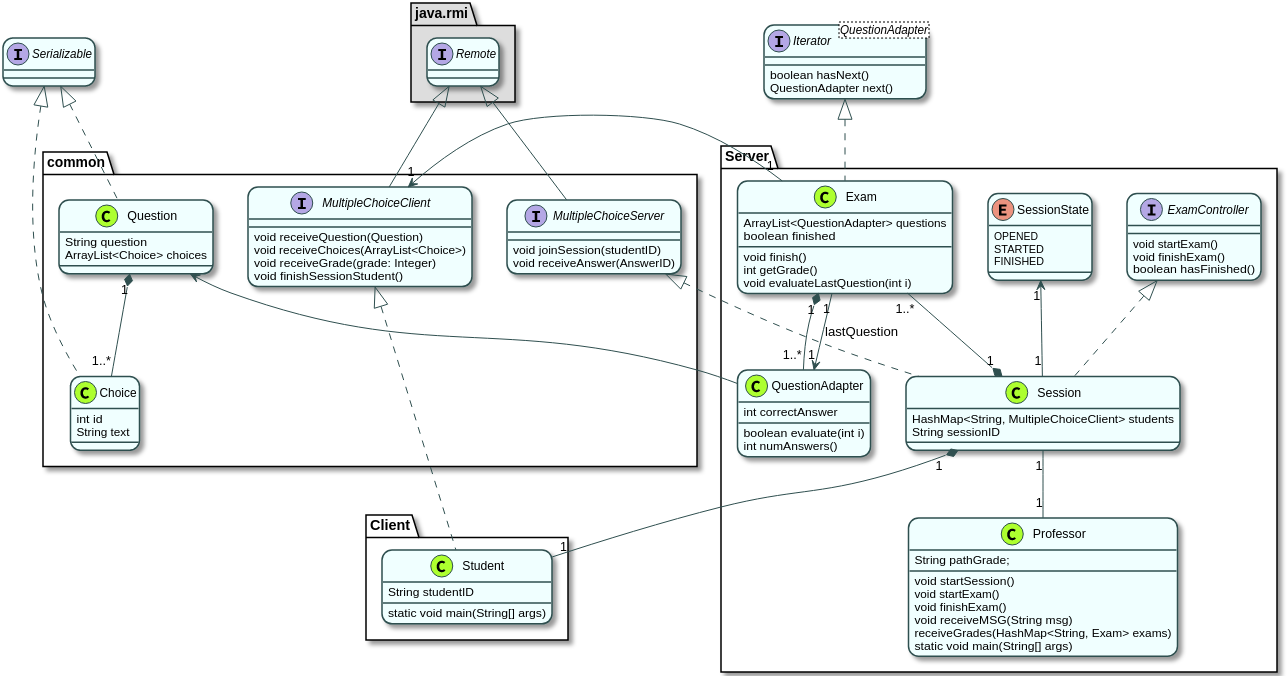 java.rmi
I Remote
I Serializable
QuestionAdapter
I Iterator
boolean hasNext()
QuestionAdapter next()
common
C Question
String question
ArrayList<Choice> choices
I MultipleChoiceClient
void receiveQuestion(Question)
void receiveChoices(ArrayList<Choice>)
void receiveGrade(grade: Integer)
void finishSessionStudent()
I MultipleChoiceServer
void joinSession(studentID)
void receiveAnswer(AnswerID)
1
1
1..*
C Choice
int id
String text
Server
1
C Exam
ArrayList<QuestionAdapter> questions
boolean finished
void finish()
int getGrade()
void evaluateLastQuestion(int i)
E SessionState
OPENED
STARTED
FINISHED
I ExamController
void startExam()
void finishExam()
boolean hasFinished()
1
1
1..*
1
lastQuestion
1..*
1
1
1
C QuestionAdapter
int correctAnswer
boolean evaluate(int i)
int numAnswers()
C Session
HashMap<String, MultipleChoiceClient> students
String sessionID
1
1
1
C Professor
String pathGrade;
void startSession()
void startExam()
void finishExam()
void receiveMSG(String msg)
receiveGrades(HashMap<String, Exam> exams)
static void main(String[] args)
Client
1
C Student
String studentID
static void main(String[] args)